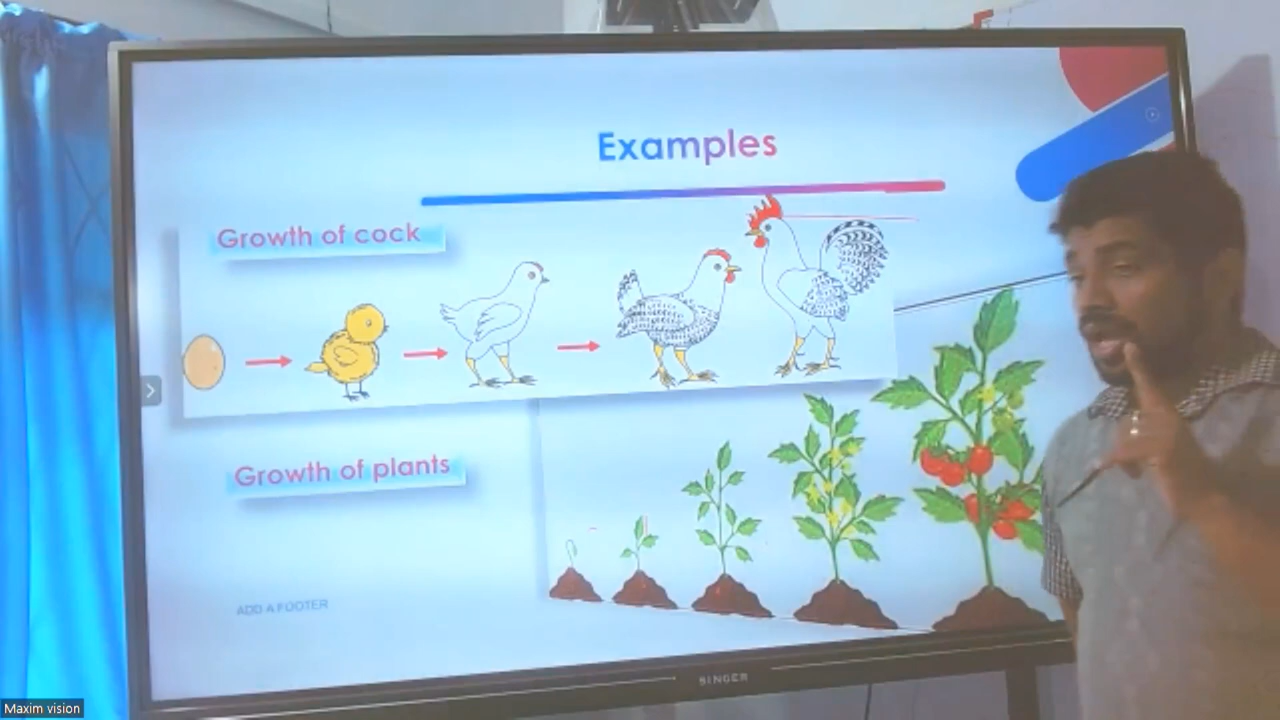 Examples
Growth of cock
Growth of plants
ADD A FOOTER
SINGER
Maxim vision